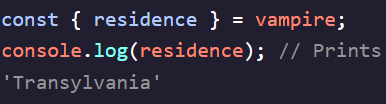 const { residence } = vampire;
console.log(residence); // Prints
'Transylvania'